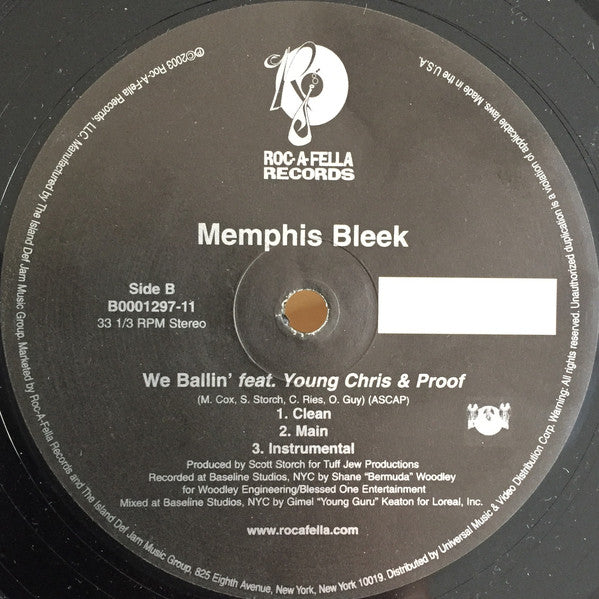 ROC-A-FELLA
RECORDS
Memphis Bleek
Side B
B0001297-11
33 1/3 RPM Stereo
We Ballin' feat. Young Chris & Proof
(M. Cox, S. Storch, C. Ries, O. Guy) (ASCAP)
1. Clean
2. Main
3. Instrumental
Produced by Scott Storch for Tuff Jew Productions
Recorded at Baseline Studios, NYC by Shane "Bermuda" Woodley
for Woodley Engineering/Blessed One Entertainment
Mixed at Baseline Studios, NYC by Gimel "Young Guru" Keaton for Loreal, Inc.
www.rocafella.com
℗©2003 Roc-A-Fella Records, LLC. Manufactured by The Island Def Jam Music Group. Marketed by Roc-A-Fella Records and The Island Def Jam Music Group, 825 Eighth Avenue, New York, New York 10019. Distributed by Universal Music & Video Distribution Corp. Warning: All rights reserved. Unauthorized duplication is a violation of applicable laws. Made in the U.S.A.